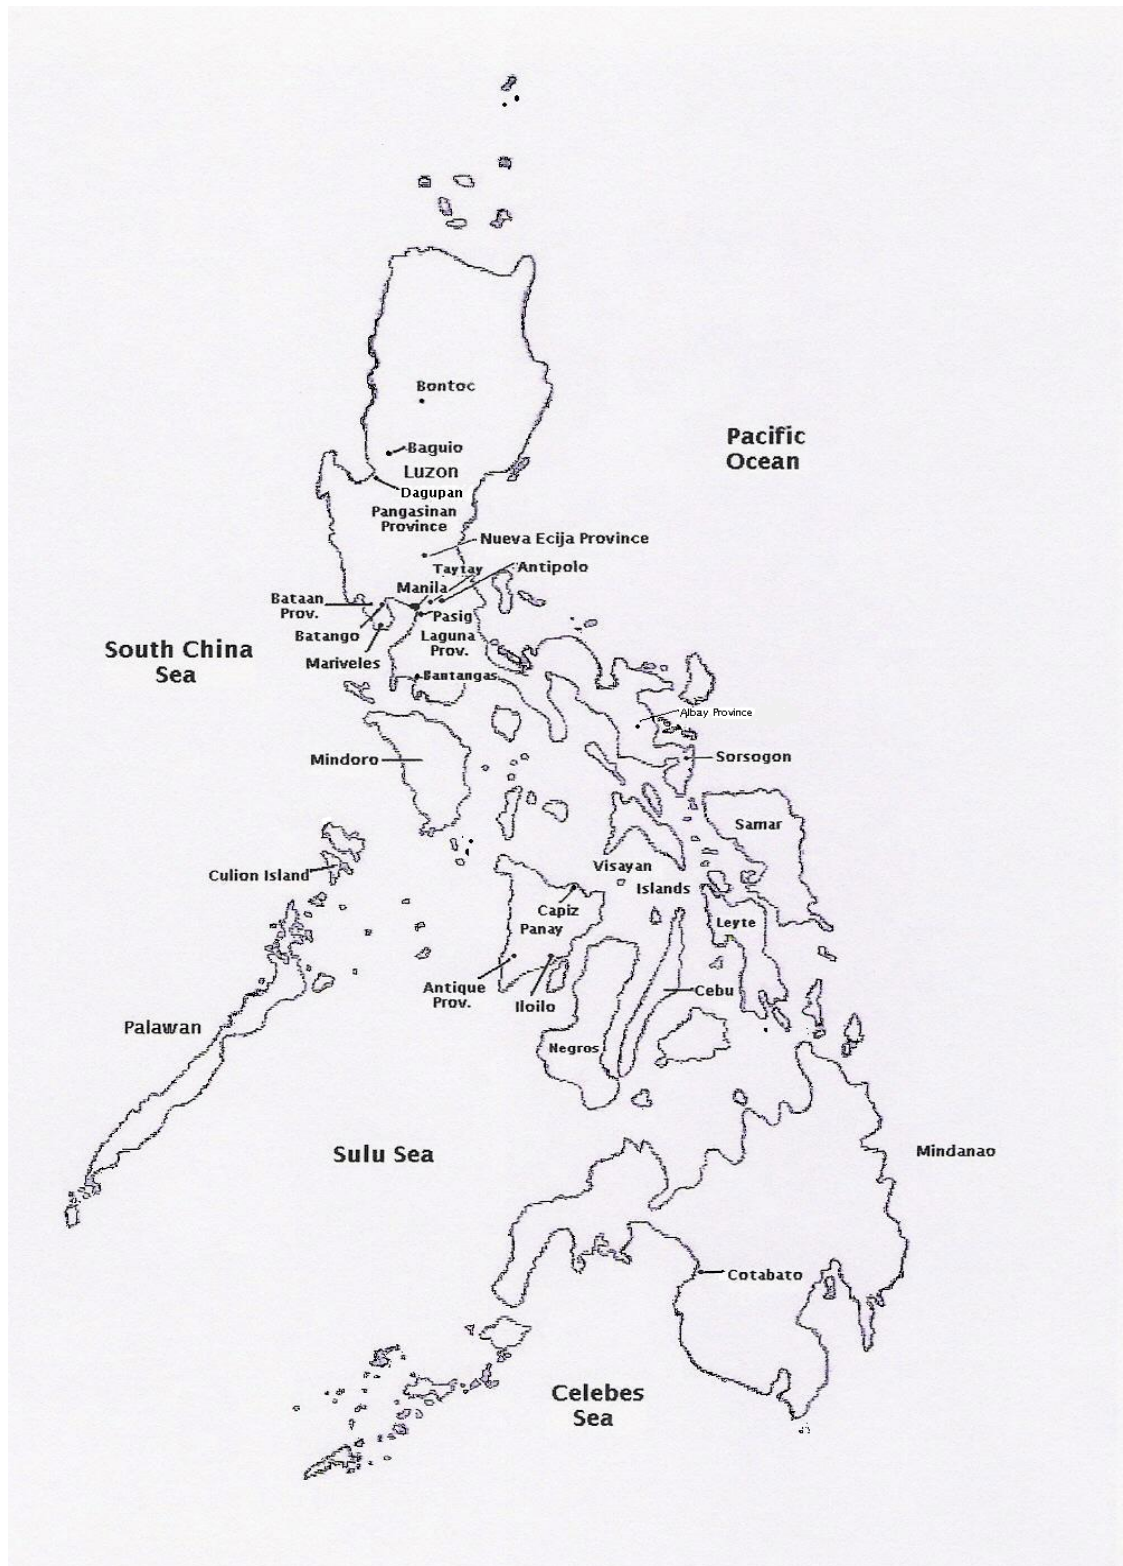 Bontoc
Pacific
Ocean
Baguio
Luzon
Dagupan
Pangasinan
Province
Nueva Ecija Province
Taytay
Antipolo
Manila
Bataan
Prov.
Pasig
Batango
Laguna
Prov.
South China
Sea
Mariveles
Bantangas
Albay Province
Mindoro
Sorsogon
Samar
Visayan
Islands
Culion Island
Capiz
Panay
Leyte
Antique
Prov.
Iloilo
Cebu
Palawan
Negros
Sulu Sea
Mindanao
Cotabato
Celebes
Sea